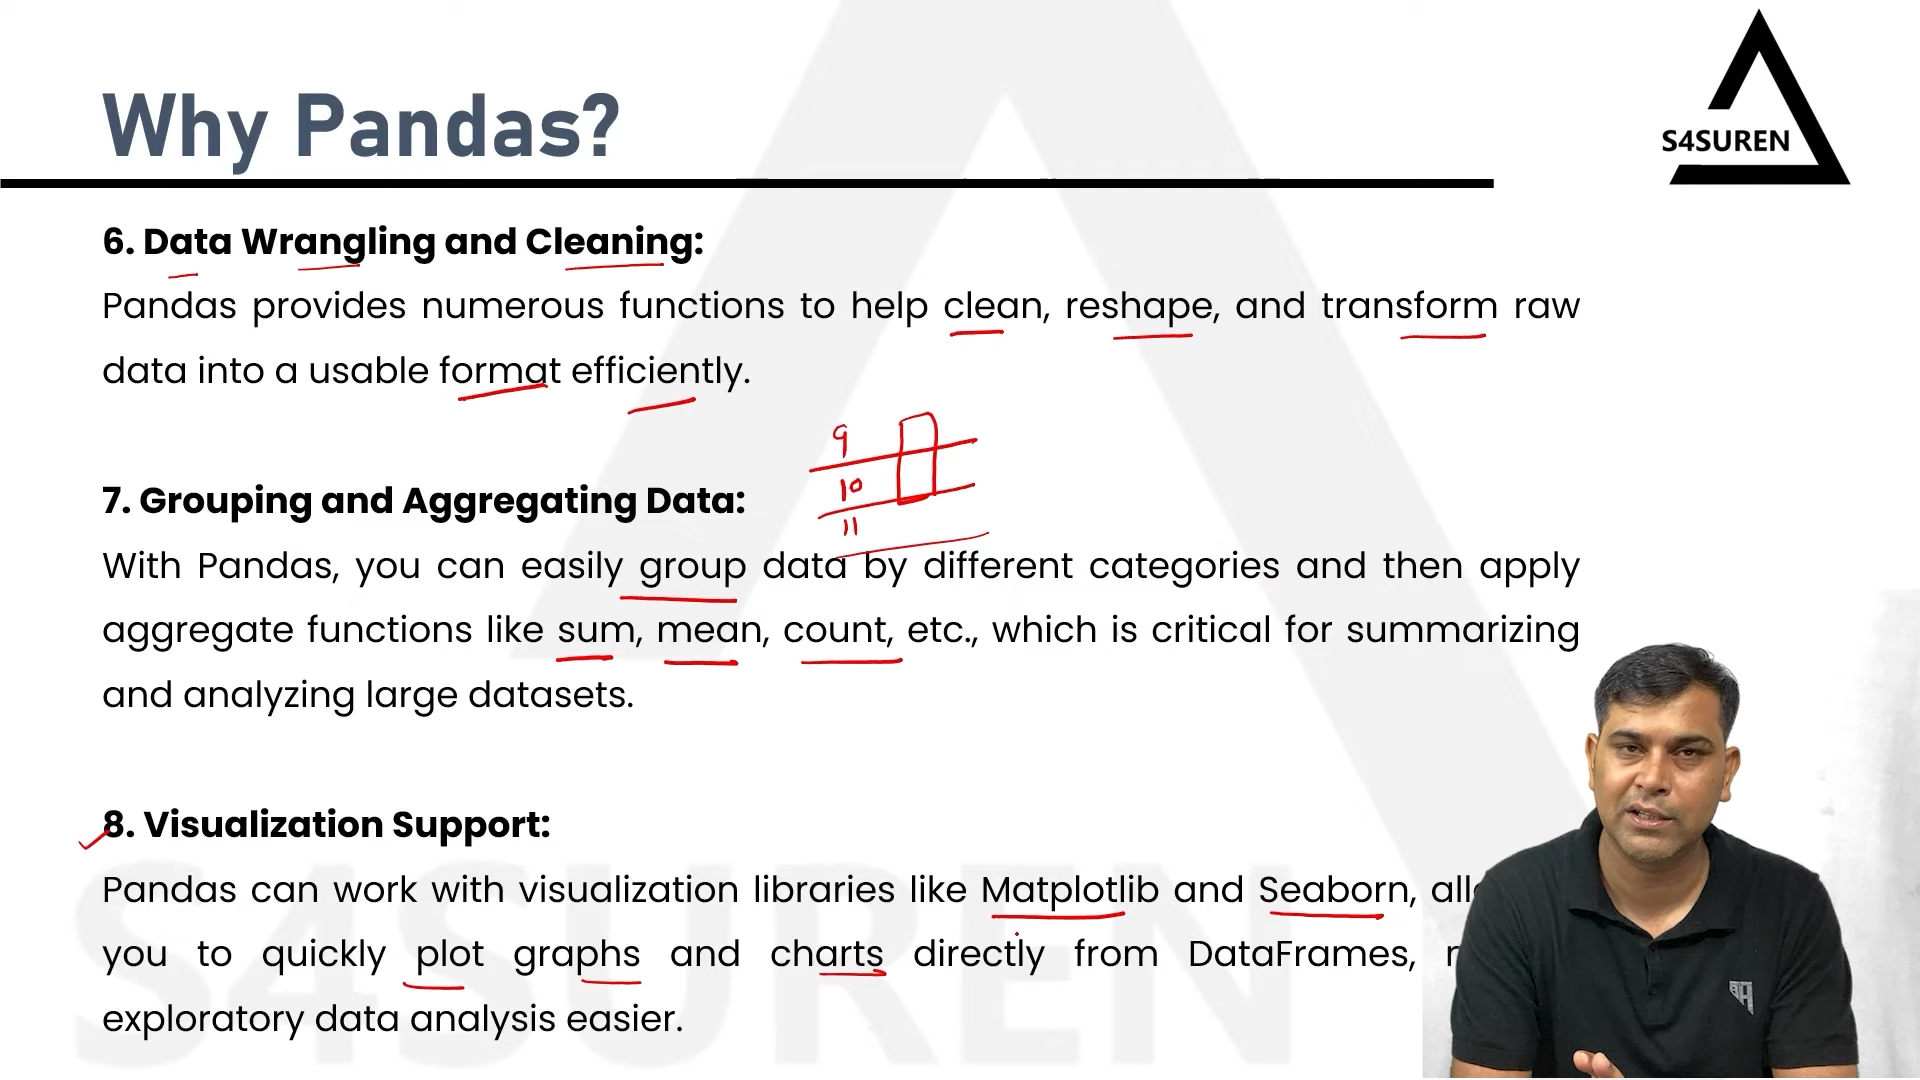 Why Pandas?
S4SUREN
6. Data Wrangling and Cleaning:
Pandas provides numerous functions to help clean, reshape, and transform raw
data into a usable format efficiently.
9
10
11
7. Grouping and Aggregating Data:
With Pandas, you can easily group data by different categories and then apply
aggregate functions like sum, mean, count, etc., which is critical for summarizing
and analyzing large datasets.
8. Visualization Support:
Pandas can work with visualization libraries like Matplotlib and Seaborn,
you to quickly plot graphs and charts directly from DataFrames,
exploratory data analysis easier.
S4SUREN